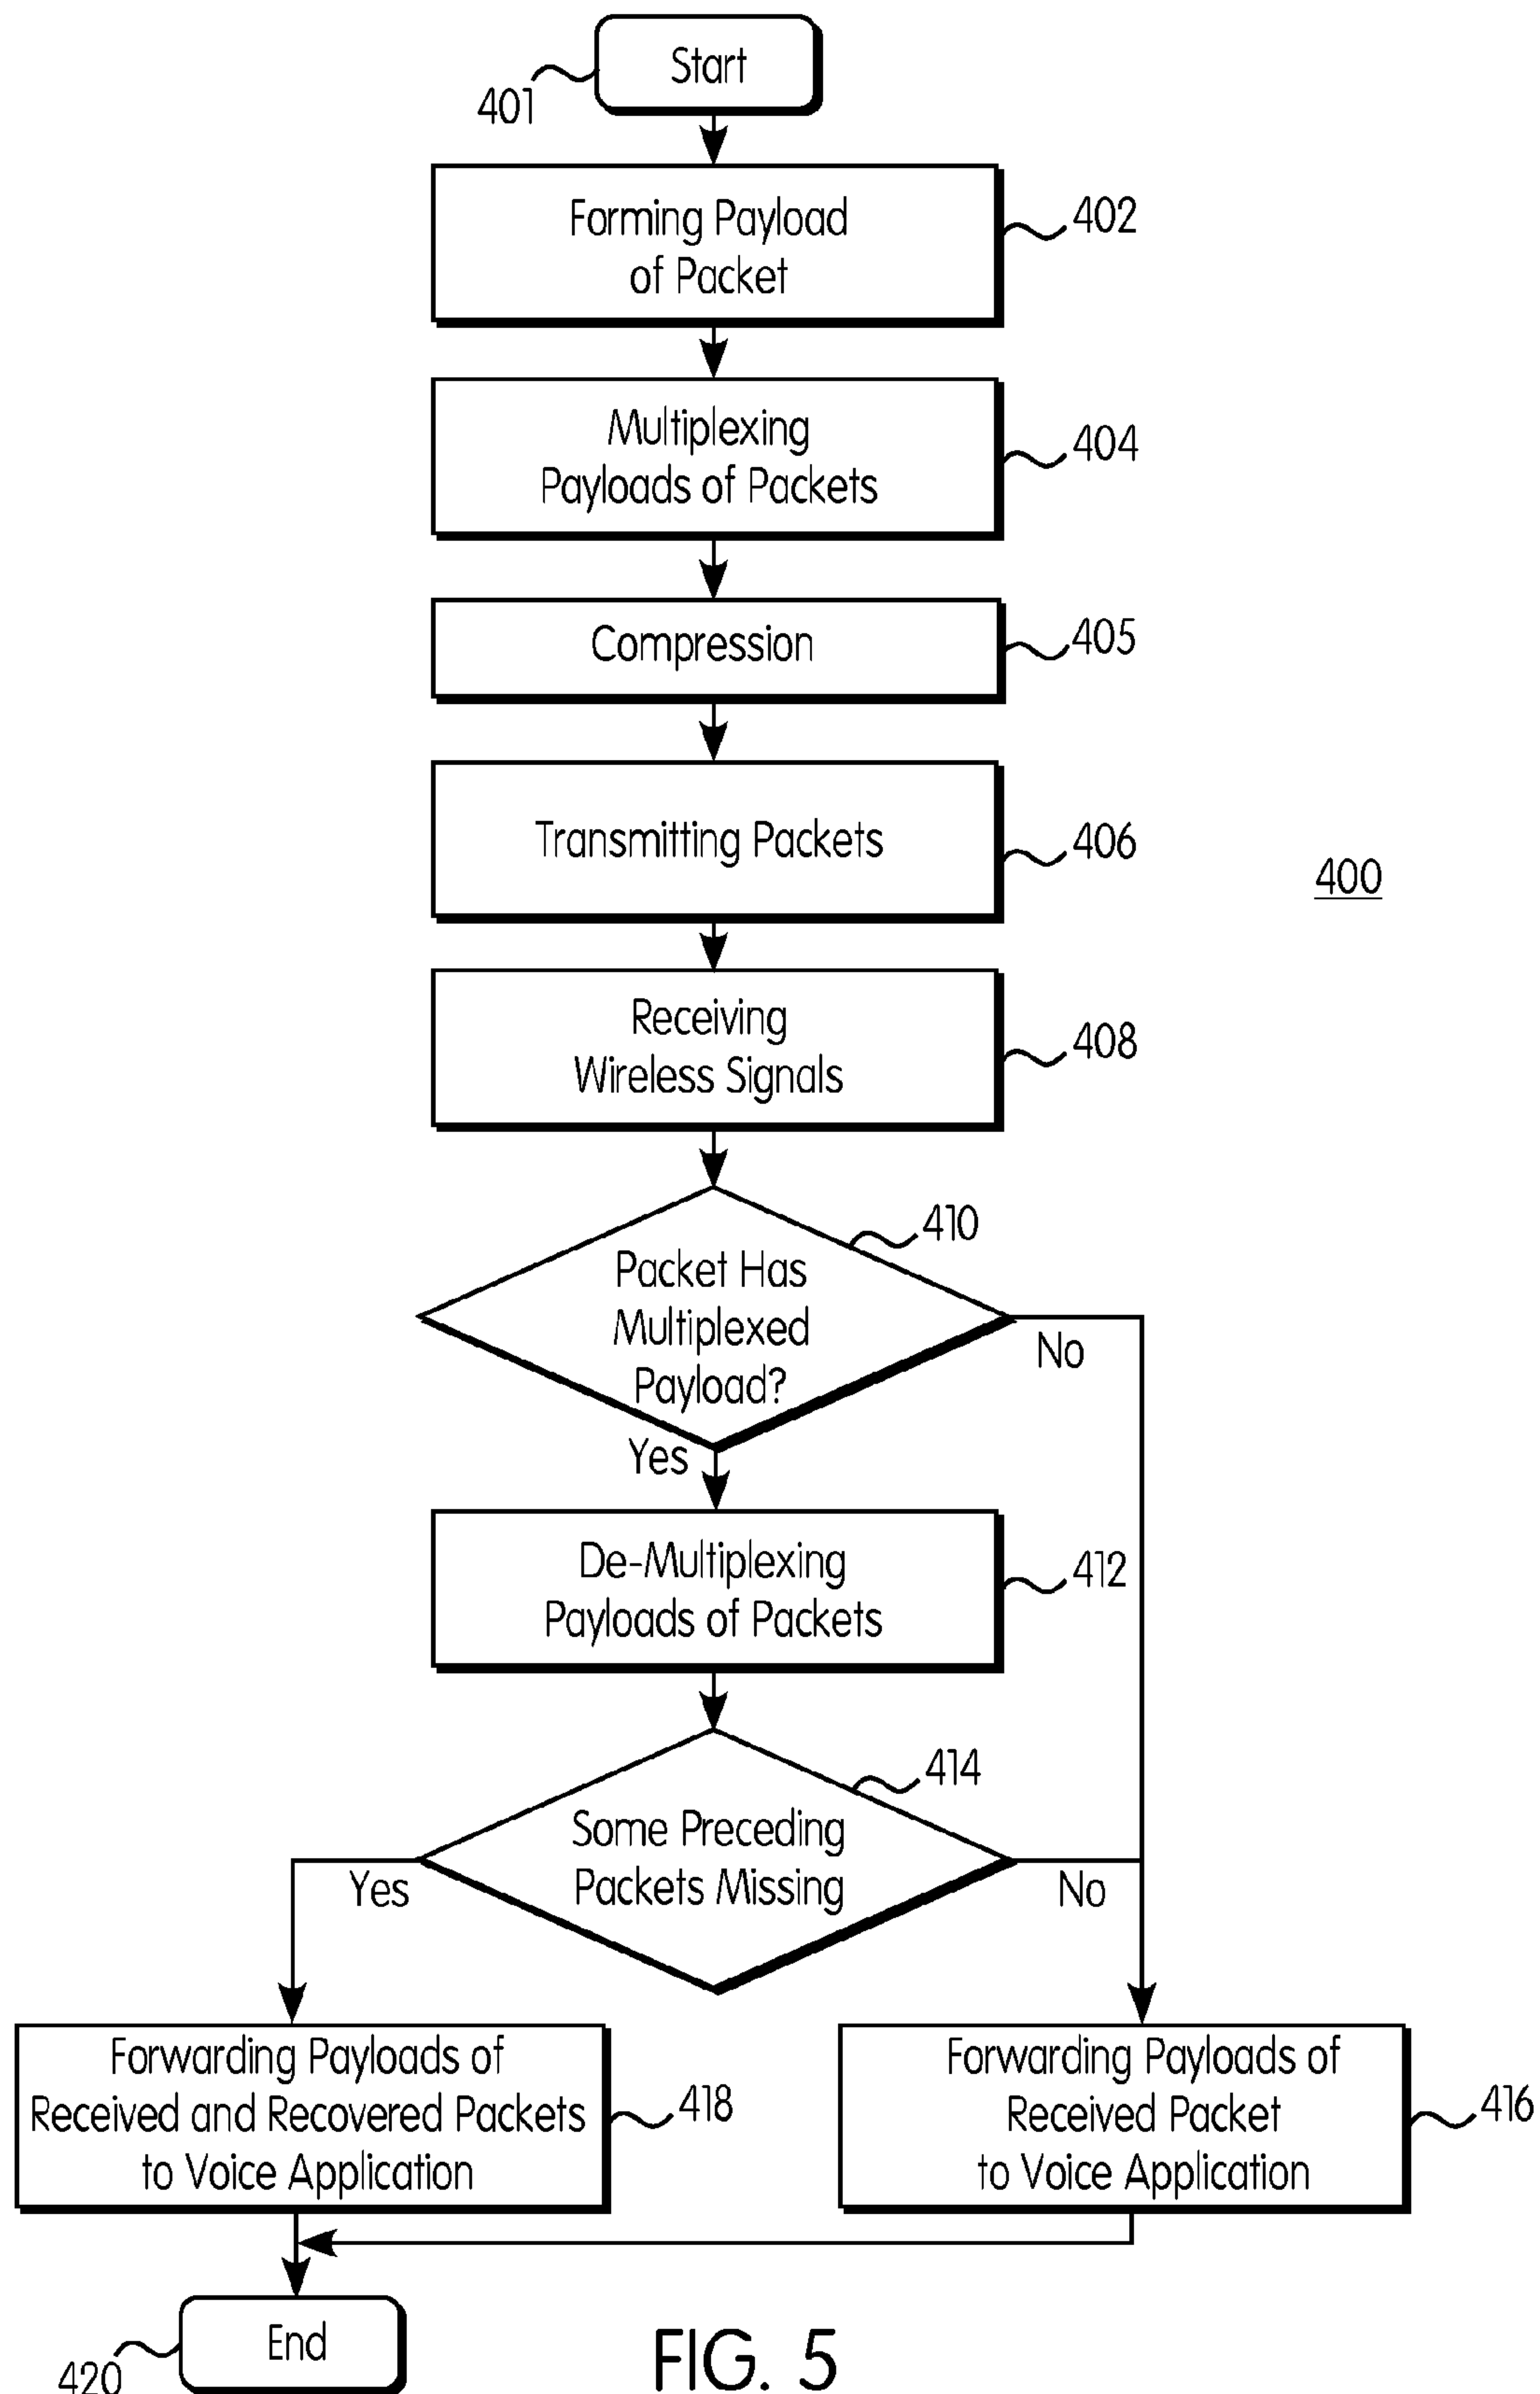 Start
401
Forming Payload
of Packet
402
Multiplexing
Payloads of Packets
404
Compression
405
Transmitting Packets
406
400
Receiving
Wireless Signals
408
410
Packet Has
Multiplexed
Payload?
No
Yes
De-Multiplexing
Payloads of Packets
412
414
Some Preceding
Packets Missing
Yes
No
Forwarding Payloads of
Received and Recovered Packets
to Voice Application
418
Forwarding Payloads of
Received Packet
to Voice Application
416
End
420
FIG. 5